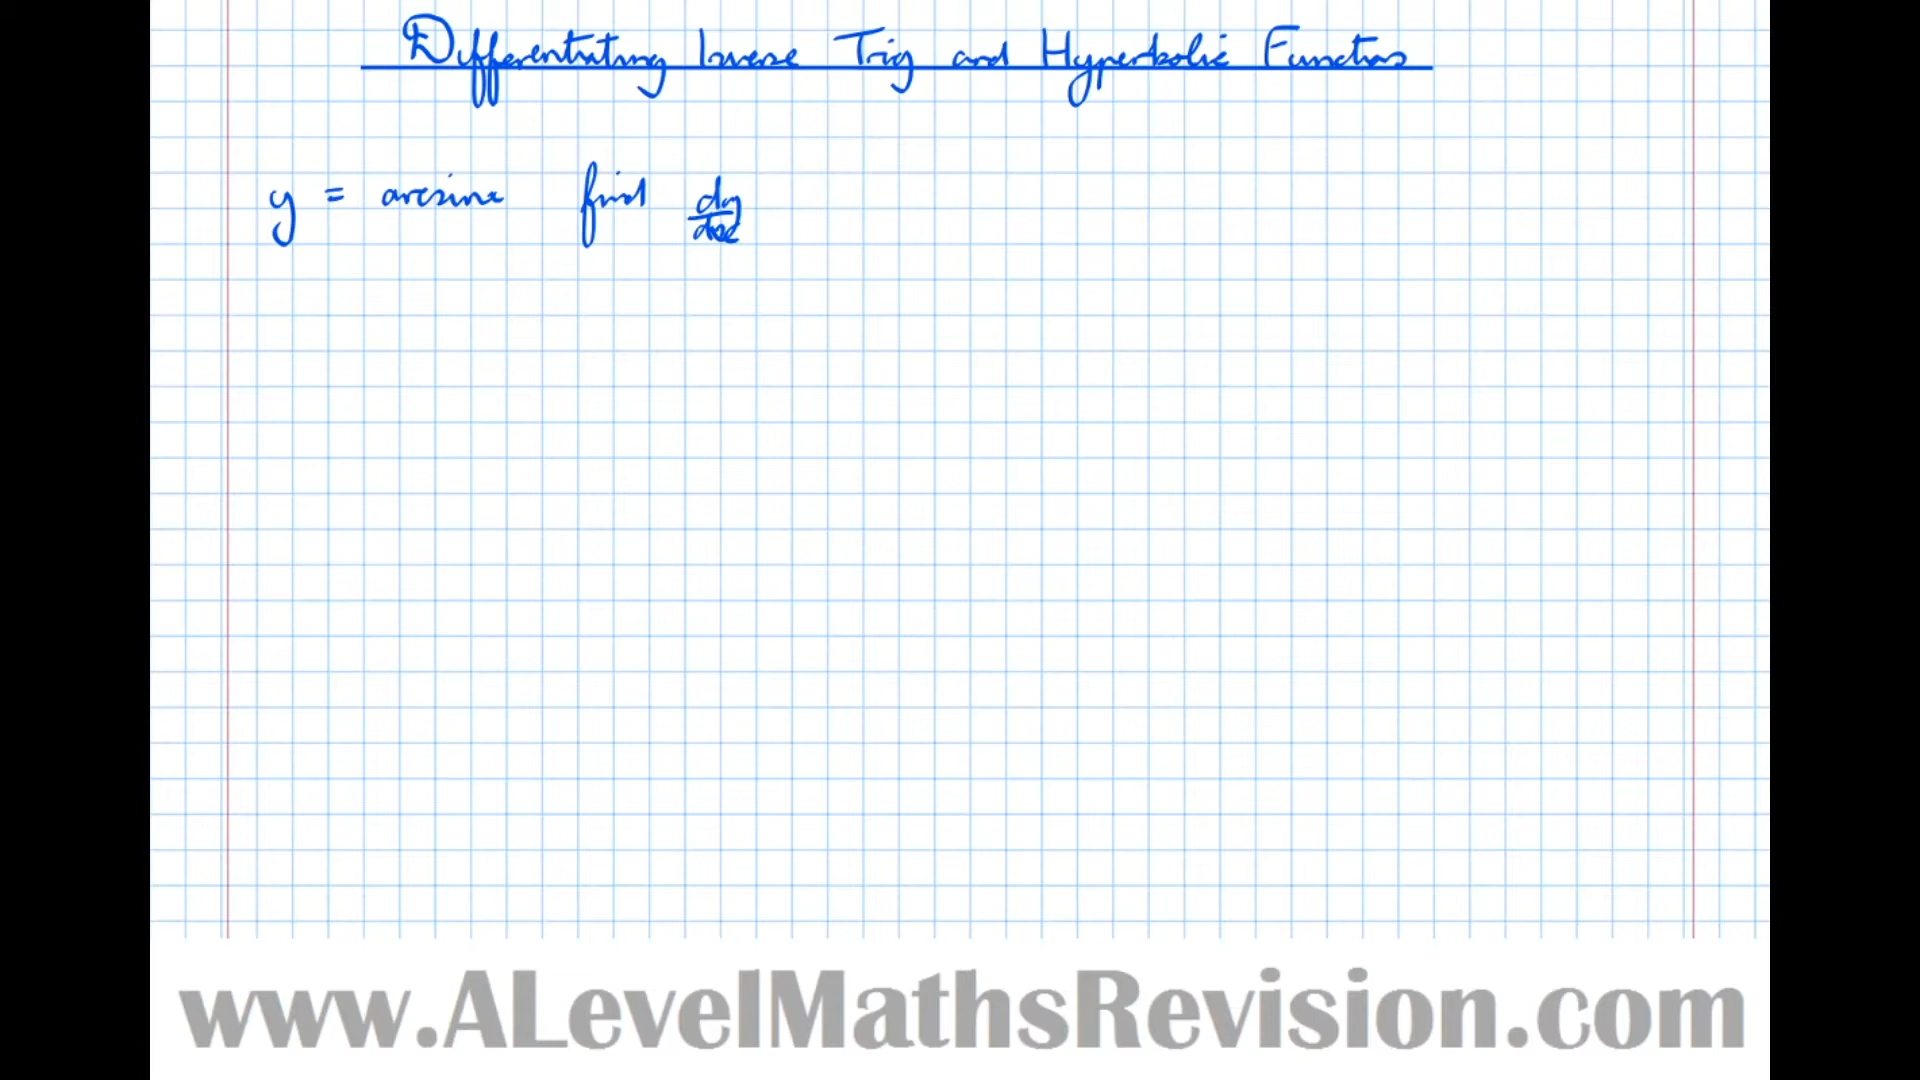 Differentiating Inverse Trig and Hyperbolic Functions
y = arcsinx find dy/dx
www.ALevelMathsRevision.com